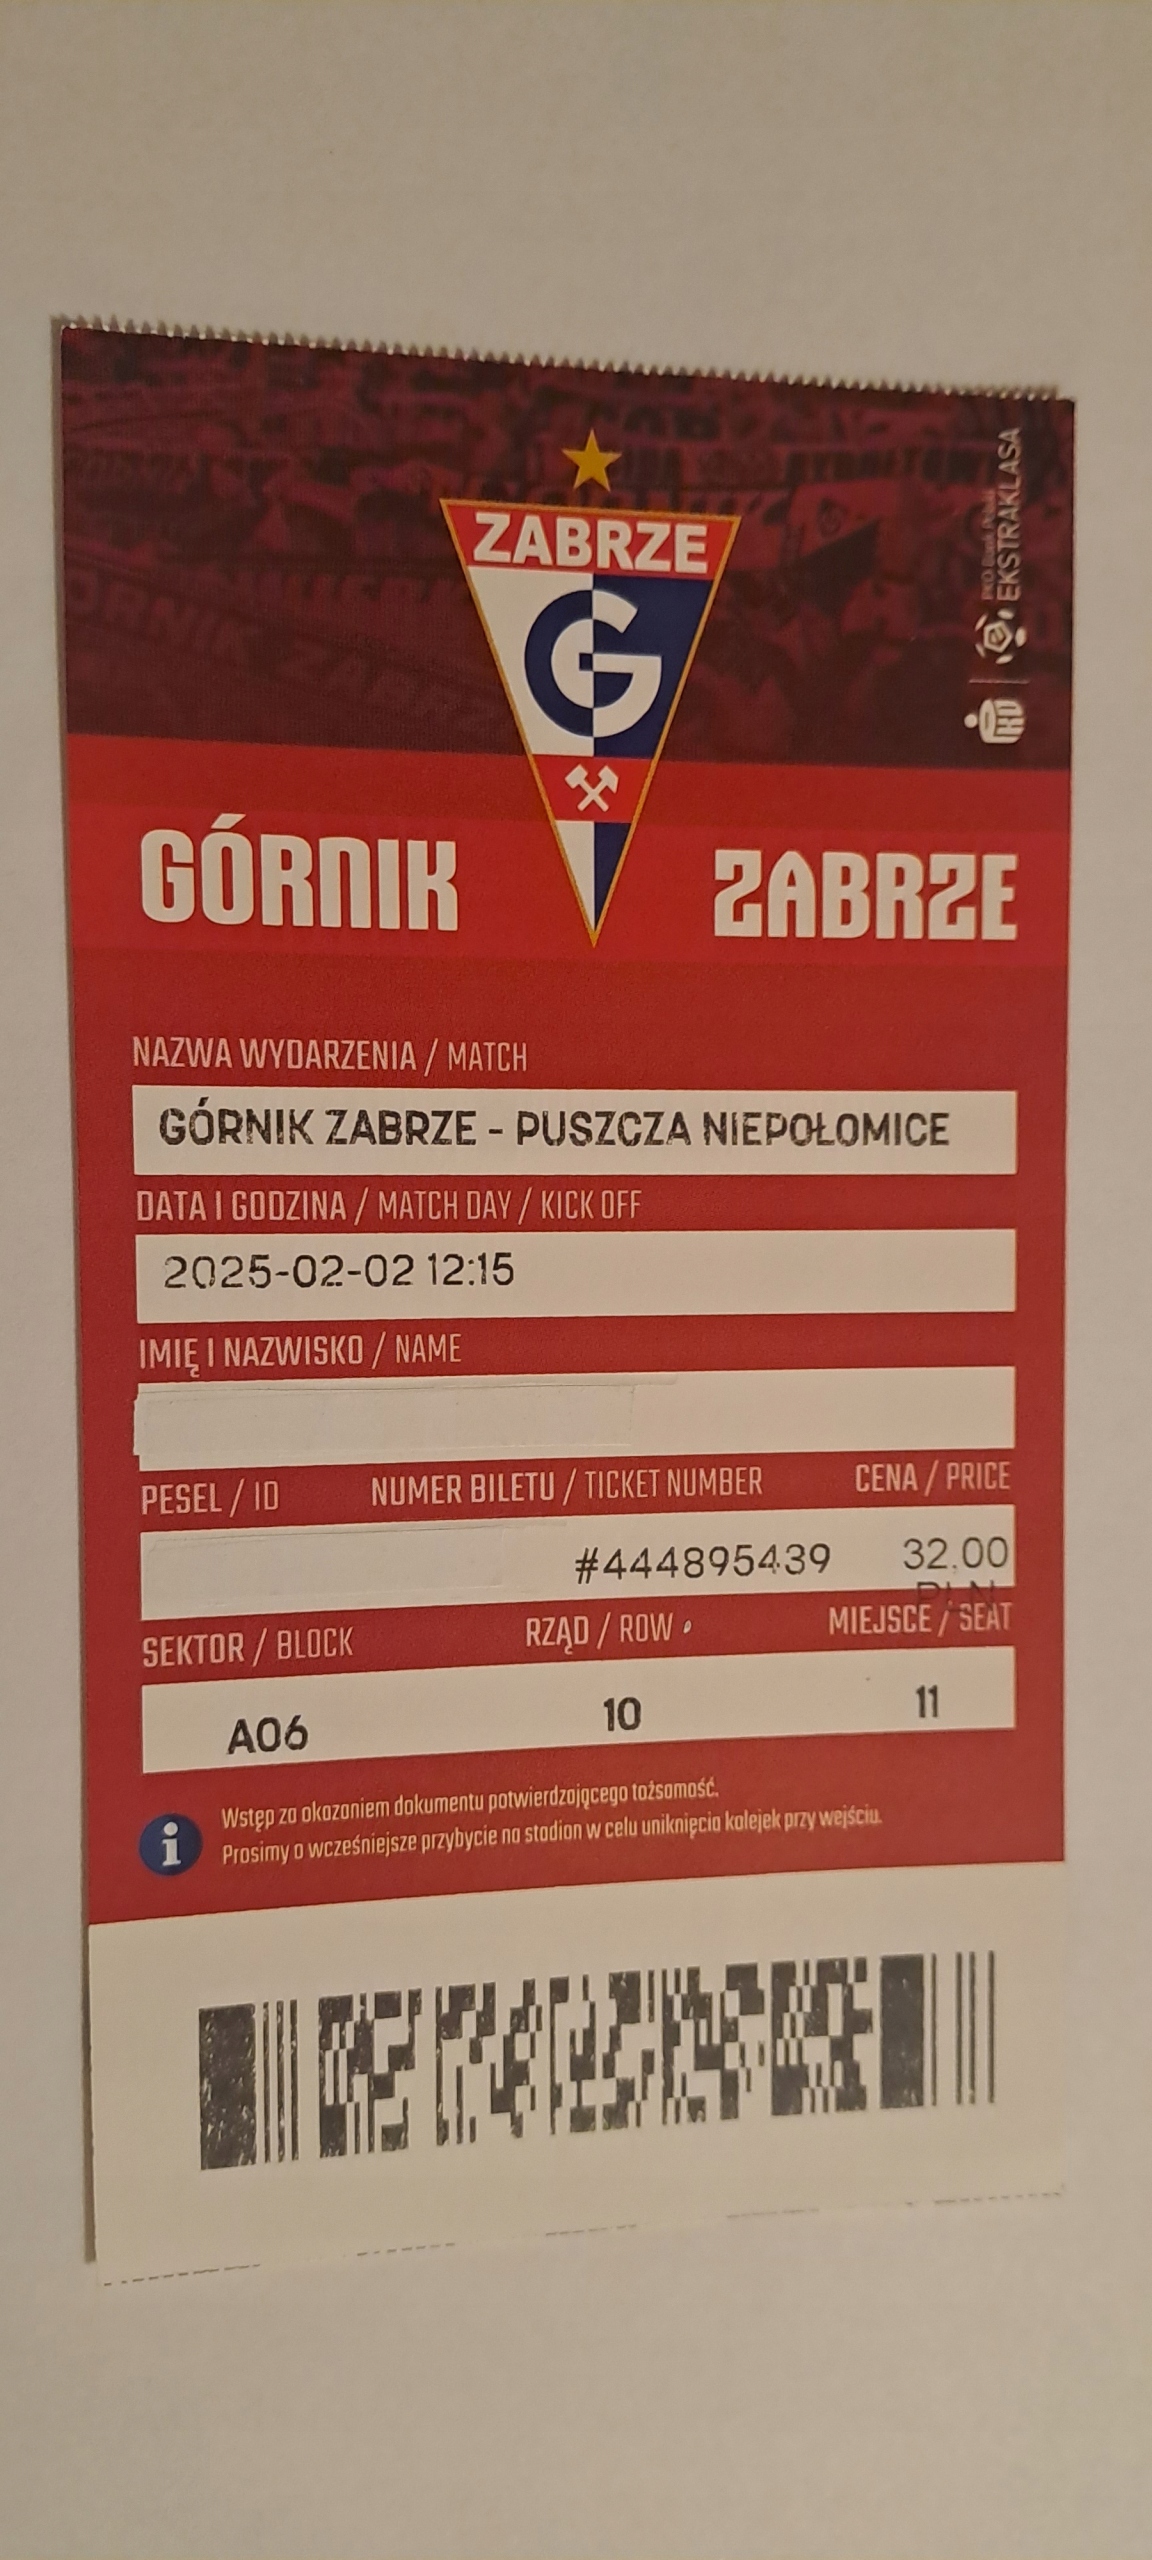 PKO Bank Polski
EKSTRAKLASA
ZABRZE
G
GÓRNIK ZABRZE
NAZWA WYDARZENIA / MATCH
GÓRNIK ZABRZE - PUSZCZA NIEPOŁOMICE
DATA I GODZINA / MATCH DAY / KICK OFF
2025-02-02 12:15
IMIĘ I NAZWISKO / NAME
PESEL / ID NUMER BILETU / TICKET NUMBER CENA / PRICE
#444895439 32.00
PLN
SEKTOR / BLOCK RZĄD / ROW MIEJSCE / SEAT
A06 10 11
i
Wstęp za okazaniem dokumentu potwierdzającego tożsamość.
Prosimy o wcześniejsze przybycie na stadion w celu uniknięcia kolejek przy wejściu.